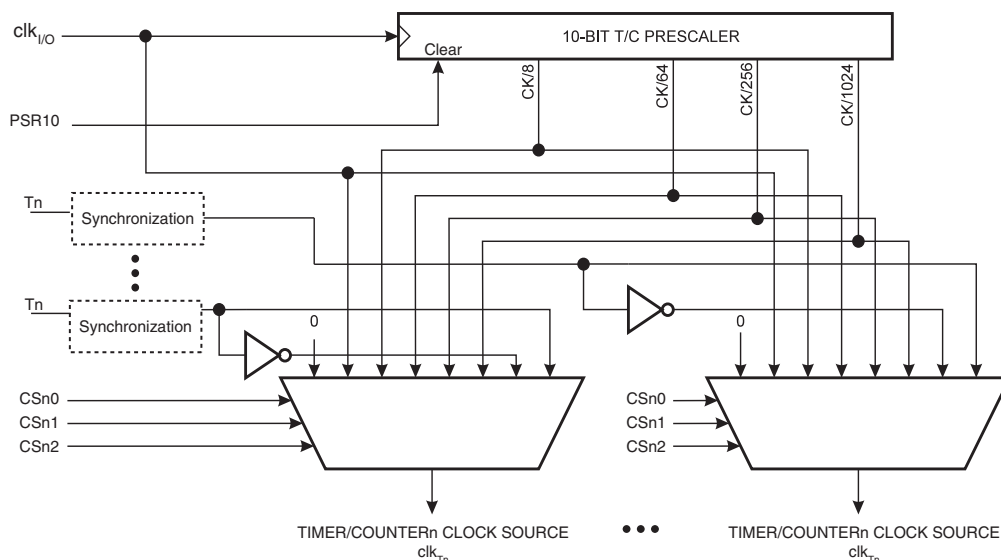 clkI/O
10-BIT T/C PRESCALER
Clear
CK/8
CK/64
CK/256
CK/1024
PSR10
Tn
Synchronization
Tn
Synchronization
0
0
CSn0
CSn1
CSn2
CSn0
CSn1
CSn2
TIMER/COUNTERn CLOCK SOURCE
clkTn
TIMER/COUNTERn CLOCK SOURCE
clkTn